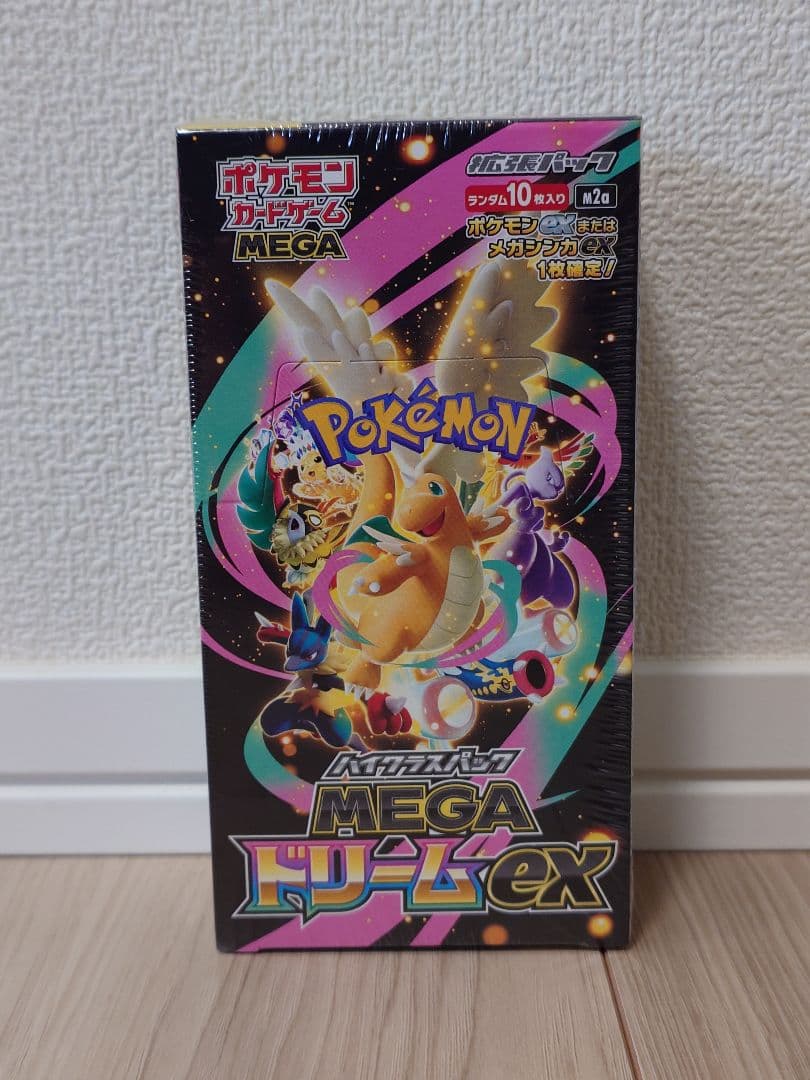 ポケモン
カードゲーム™
MEGA
拡張パック
ランダム10枚入り M2a
ポケモンexまたは
メガシンカex
1枚確定!
POKéMON
ハイクラスパック
MEGA
ドリームex